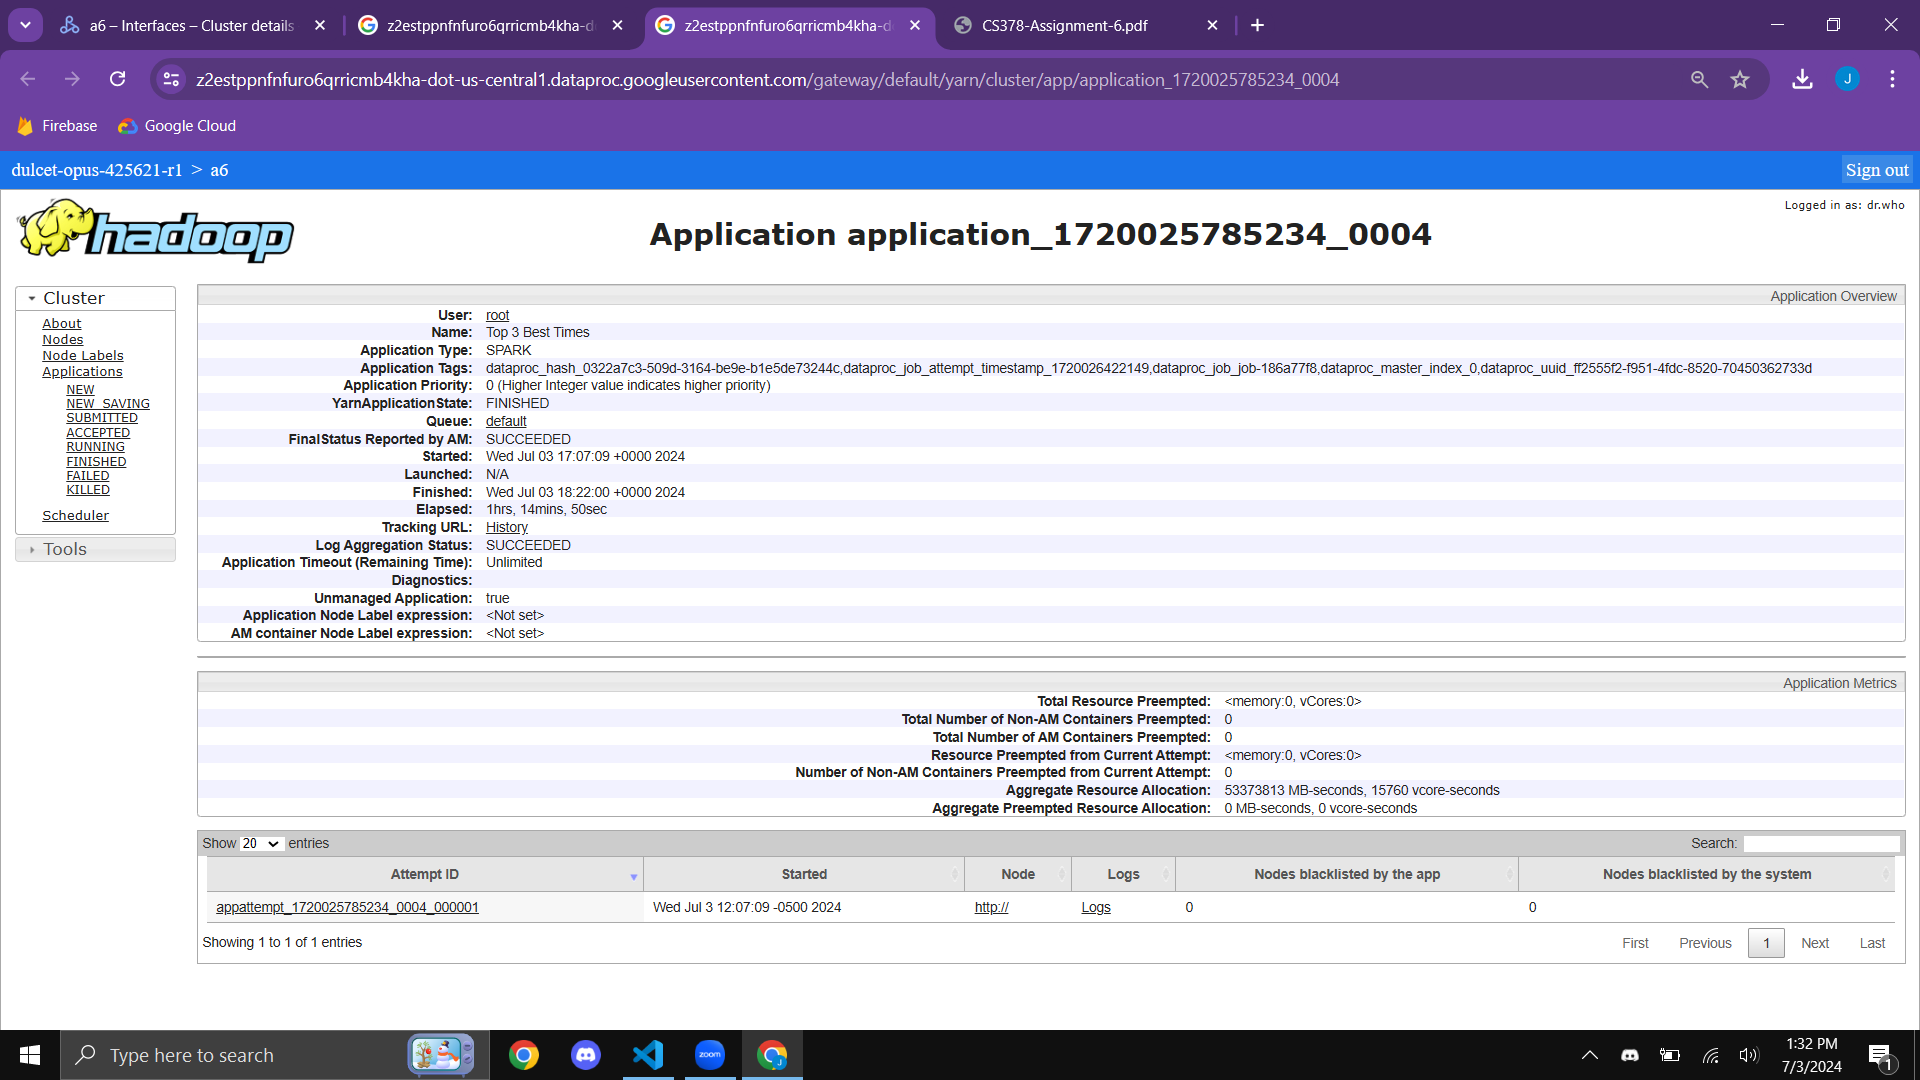 a6 – Interfaces – Cluster details
z2estppnfnfuro6qrricmb4kha-d
z2estppnfnfuro6qrricmb4kha-d
CS378-Assignment-6.pdf
z2estppnfnfuro6qrricmb4kha-dot-us-central1.dataproc.googleusercontent.com/gateway/default/yarn/cluster/app/application_1720025785234_0004
J
Firebase
Google Cloud
dulcet-opus-425621-r1 > a6
Sign out
Logged in as: dr.who
hadoop
Application application_1720025785234_0004
Cluster
About
Nodes
Node Labels
Applications
NEW
NEW_SAVING
SUBMITTED
ACCEPTED
RUNNING
FINISHED
FAILED
KILLED
Scheduler
Tools
Application Overview
User: root
Name: Top 3 Best Times
Application Type: SPARK
Application Tags: dataproc_hash_0322a7c3-509d-3164-be9e-b1e5de73244c,dataproc_job_attempt_timestamp_1720026422149,dataproc_job_job-186a77f8,dataproc_master_index_0,dataproc_uuid_ff2555f2-f951-4fdc-8520-70450362733d
Application Priority: 0 (Higher Integer value indicates higher priority)
YarnApplicationState: FINISHED
Queue: default
FinalStatus Reported by AM: SUCCEEDED
Started: Wed Jul 03 17:07:09 +0000 2024
Launched: N/A
Finished: Wed Jul 03 18:22:00 +0000 2024
Elapsed: 1hrs, 14mins, 50sec
Tracking URL: History
Log Aggregation Status: SUCCEEDED
Application Timeout (Remaining Time): Unlimited
Diagnostics:
Unmanaged Application: true
Application Node Label expression: <Not set>
AM container Node Label expression: <Not set>
Application Metrics
Total Resource Preempted: <memory:0, vCores:0>
Total Number of Non-AM Containers Preempted: 0
Total Number of AM Containers Preempted: 0
Resource Preempted from Current Attempt: <memory:0, vCores:0>
Number of Non-AM Containers Preempted from Current Attempt: 0
Aggregate Resource Allocation: 53373813 MB-seconds, 15760 vcore-seconds
Aggregate Preempted Resource Allocation: 0 MB-seconds, 0 vcore-seconds
Show 20 entries
Search:
Attempt ID Started Node Logs Nodes blacklisted by the app Nodes blacklisted by the system
appattempt_1720025785234_0004_000001 Wed Jul 3 12:07:09 -0500 2024 http:// Logs 0 0
Showing 1 to 1 of 1 entries
First Previous 1 Next Last
Type here to search
zoom
J
1:32 PM
7/3/2024
1